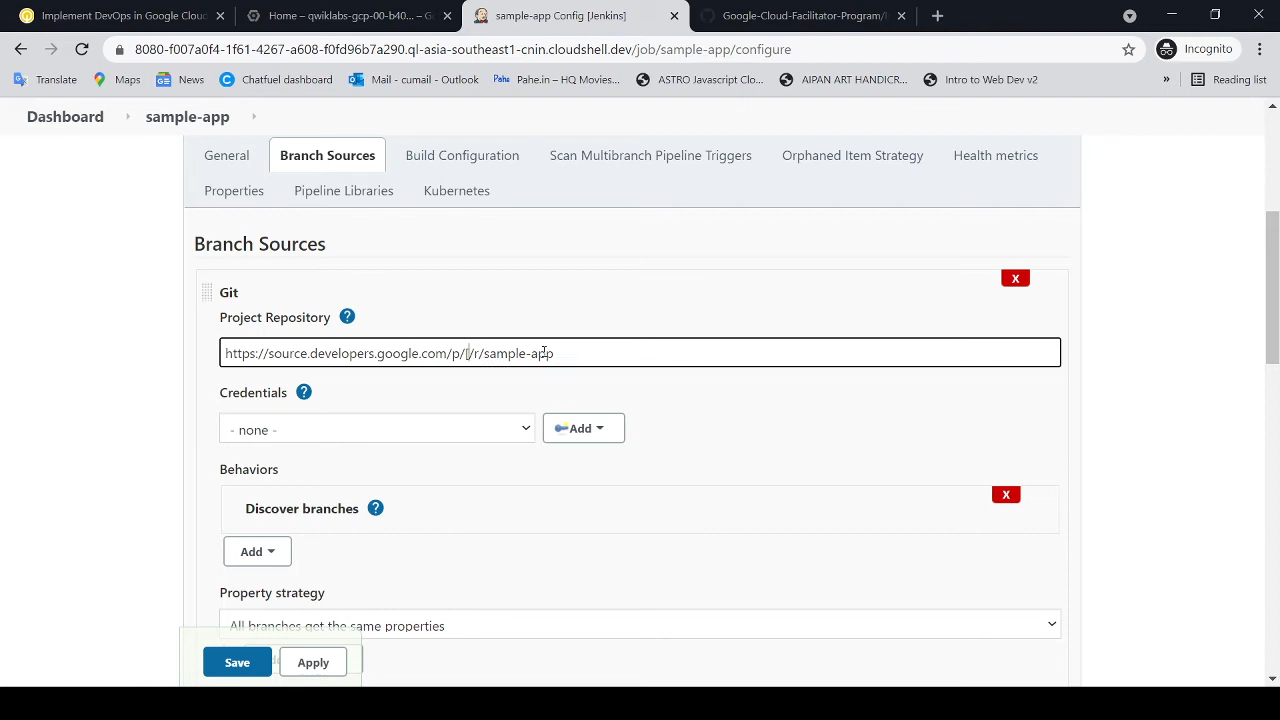 Implement DevOps in Google Clou
Home – qwiklabs-gcp-00-b40... – G
sample-app Config [Jenkins]
Google-Cloud-Facilitator-Program/I
8080-f007a0f4-1f61-4267-a608-f0fd96b7a290.ql-asia-southeast1-cnin.cloudshell.dev/job/sample-app/configure
Incognito
Translate
Maps
News
Chatfuel dashboard
Mail - cumail - Outlook
Pahe.in – HQ Movies...
ASTRO Javascript Clo...
AIPAN ART HANDICR...
Intro to Web Dev v2
»
Reading list
Dashboard
sample-app
General
Branch Sources
Build Configuration
Scan Multibranch Pipeline Triggers
Orphaned Item Strategy
Health metrics
Properties
Pipeline Libraries
Kubernetes
Branch Sources
X
Git
Project Repository ?
https://source.developers.google.com/p/[/r/sample-app
Credentials ?
- none -
Add
Behaviors
X
Discover branches ?
Add
Property strategy
All branches get the same properties
Save
Apply